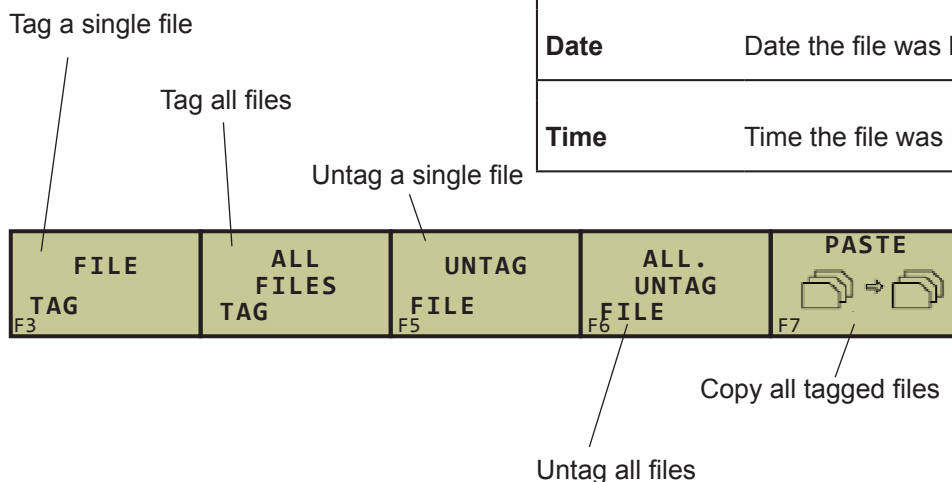 Tag a single file
Date Date the file was
Tag all files
Time Time the file was
Untag a single file
FILE
TAG
F3
ALL
FILES
TAG
UNTAG
FILE
F5
ALL.
UNTAG
FILE
F6
PASTE
F7
Copy all tagged files
Untag all files